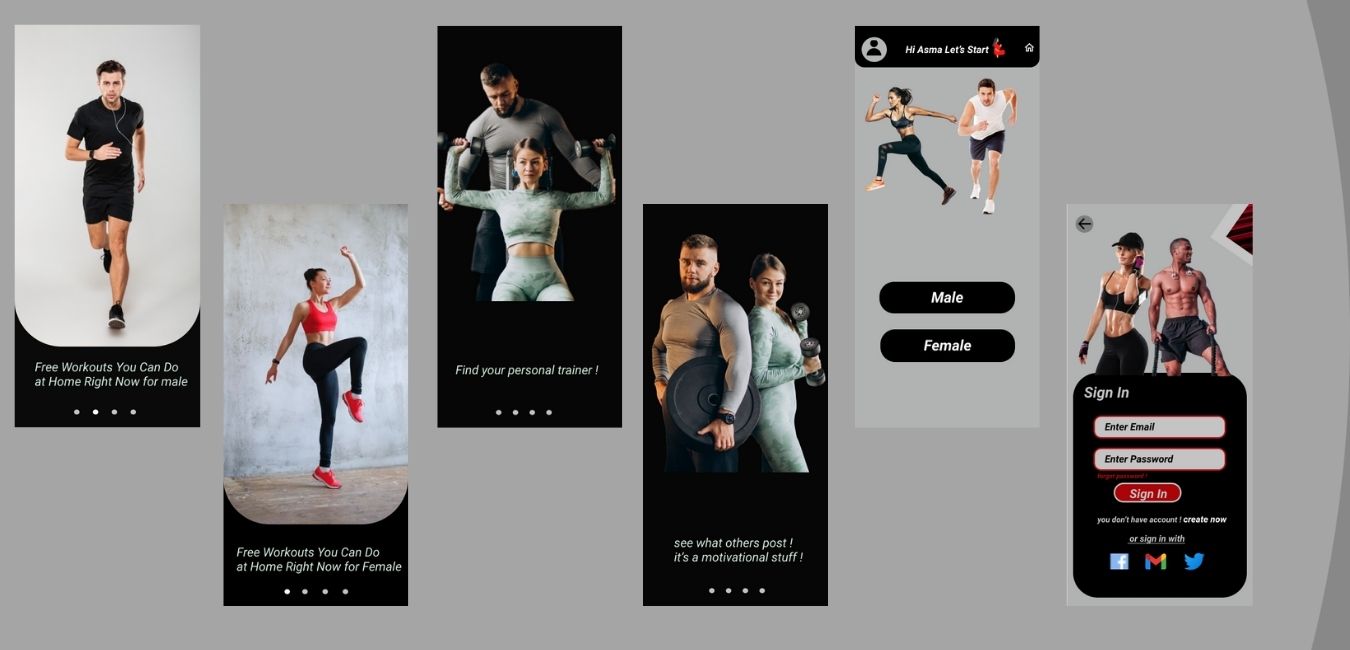 Free Workouts You Can Do
at Home Right Now for male
Free Workouts You Can Do
at Home Right Now for Female
Find your personal trainer !
see what others post !
it's a motivational stuff !
Hi Asma Let's Start
Male
Female
Sign In
Enter Email
Enter Password
forgot password !
Sign In
you don't have account ! create now
or sign in with